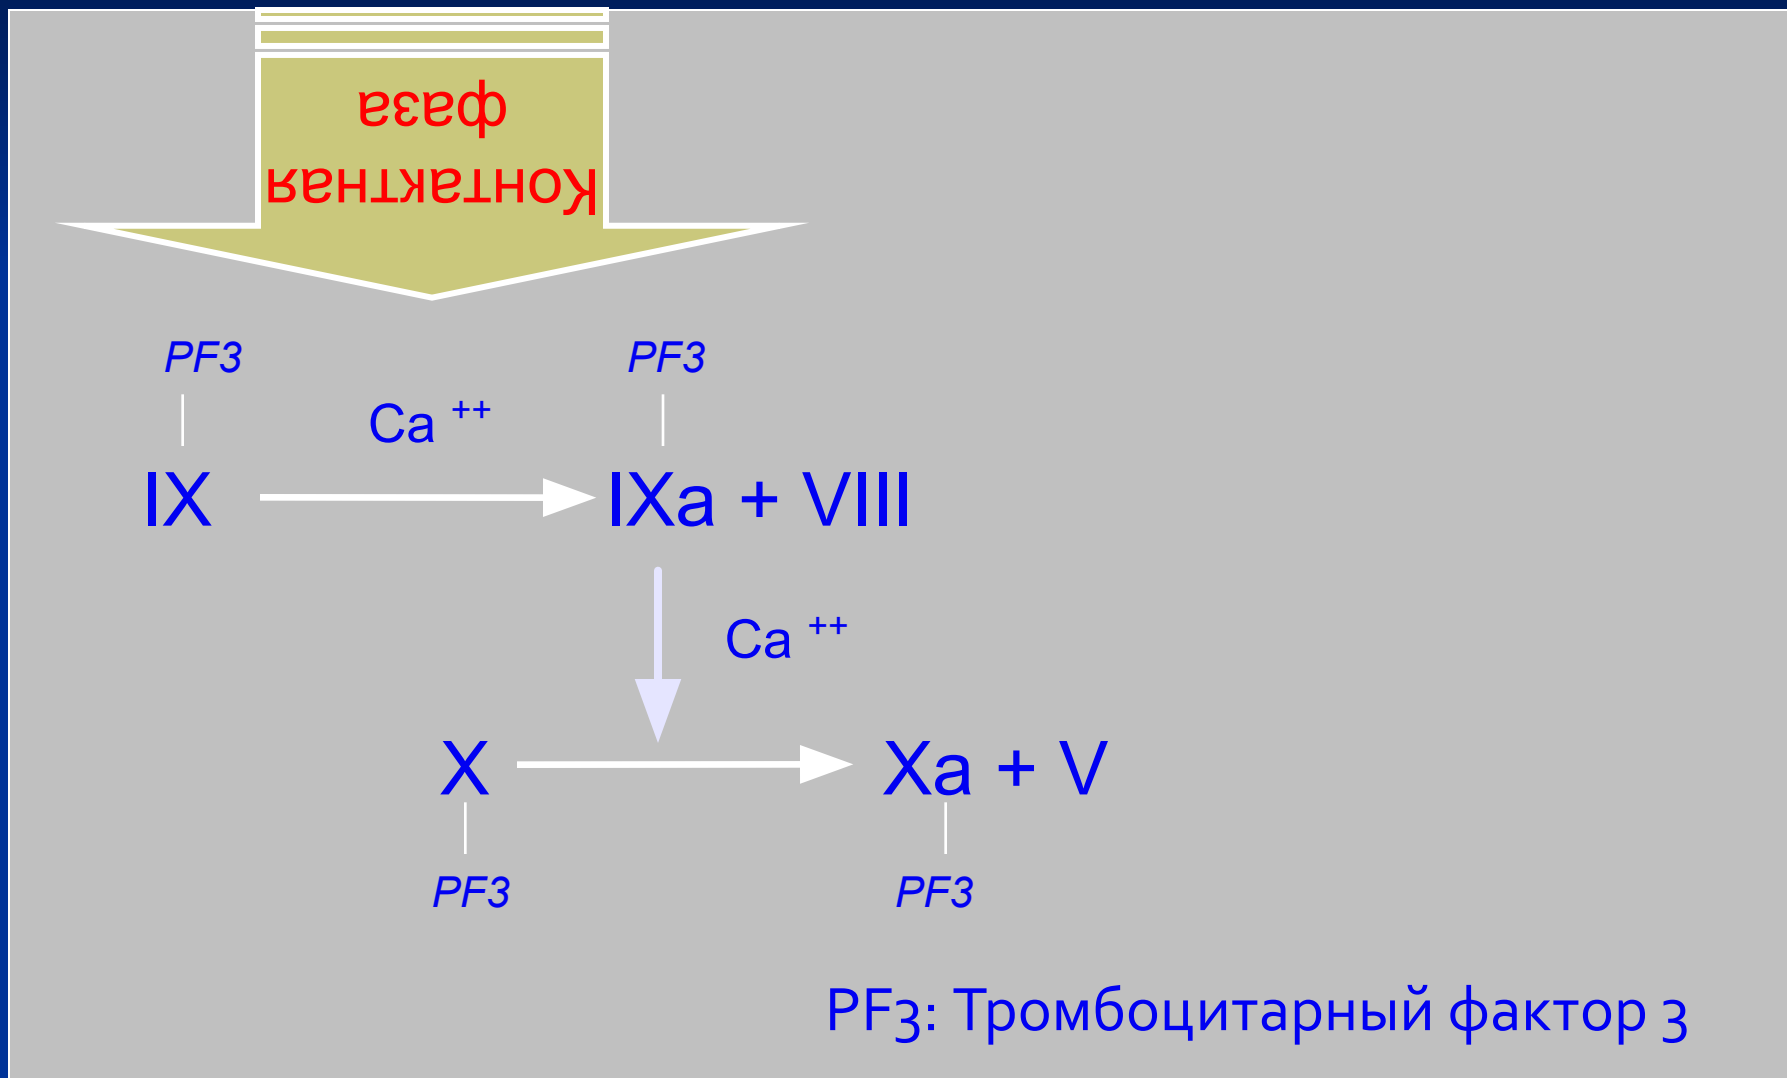 Контактная
фаза
PF3 PF3
Ca ++
IX IXa + VIII
Ca ++
X Xa + V
PF3 PF3
PF3: Тромбоцитарный фактор 3